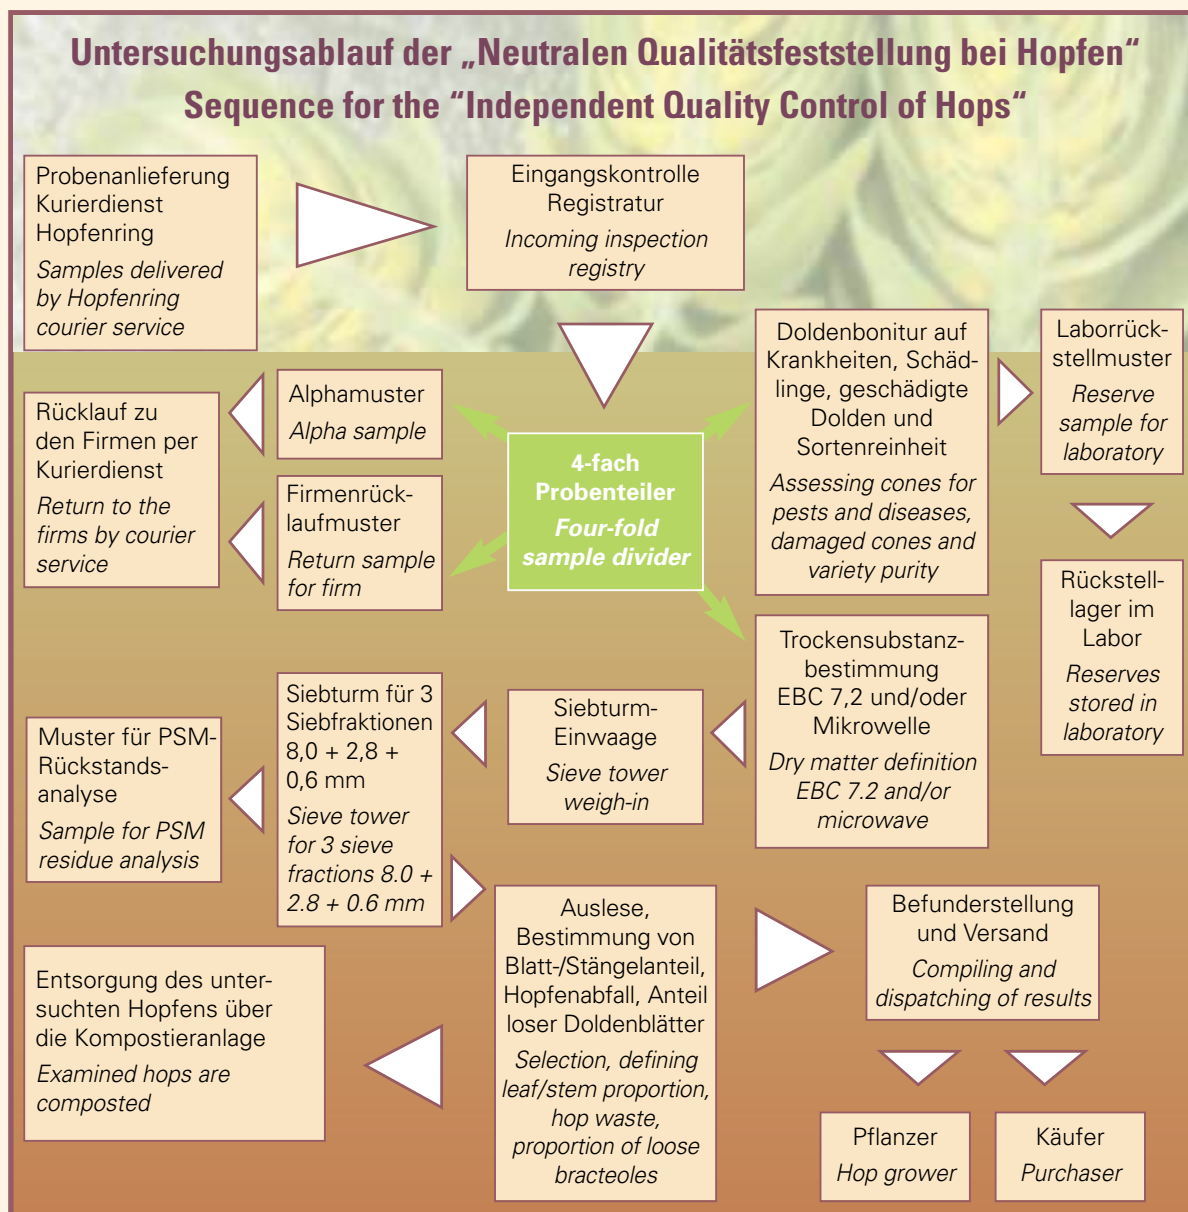 Untersuchungsablauf der „Neutralen Qualitätsfeststellung bei Hopfen“
Sequence for the “Independent Quality Control of Hops“
Probenanlieferung
Kurierdienst
Hopfenring
Samples delivered
by Hopfenring
courier service
Eingangskontrolle
Registratur
Incoming inspection
registry
Doldenbonitur auf
Krankheiten, Schäd-
linge, geschädigte
Dolden und
Sortenreinheit
Assessing cones for
pests and diseases,
damaged cones and
variety purity
Laborrück-
stellmuster
Reserve
sample for
laboratory
Rücklauf zu
den Firmen per
Kurierdienst
Return to the
firms by courier
service
Alphamuster
Alpha sample
Firmenrück-
laufmuster
Return sample
for firm
4-fach
Probenteiler
Four-fold
sample divider
Rückstell-
lager im
Labor
Reserves
stored in
laboratory
Trockensubstanz-
bestimmung
EBC 7,2 und/oder
Mikrowelle
Dry matter definition
EBC 7.2 and/or
microwave
Siebturm-
Einwaage
Sieve tower
weigh-in
Siebturm für 3
Siebfraktionen
8,0 + 2,8 +
0,6 mm
Sieve tower
for 3 sieve
fractions 8.0 +
2.8 + 0.6 mm
Muster für PSM-
Rückstands-
analyse
Sample for PSM
residue analysis
Auslese,
Bestimmung von
Blatt-/Stängelanteil,
Hopfenabfall, Anteil
loser Doldenblätter
Selection, defining
leaf/stem proportion,
hop waste,
proportion of loose
bracteoles
Befunderstellung
und Versand
Compiling and
dispatching of results
Entsorgung des unter-
suchten Hopfens über
die Kompostieranlage
Examined hops are
composted
Pflanzer
Hop grower
Käufer
Purchaser